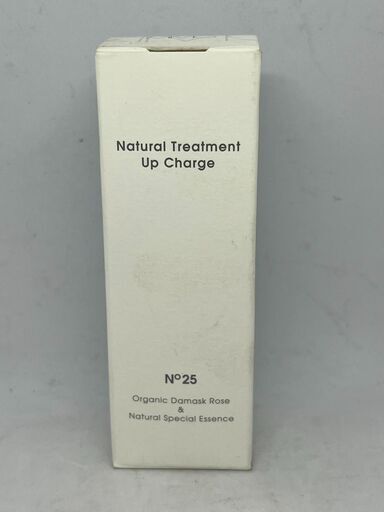 Natural Treatment
Up Charge
Nº25
Organic Damask Rose
&
Natural Special Essence